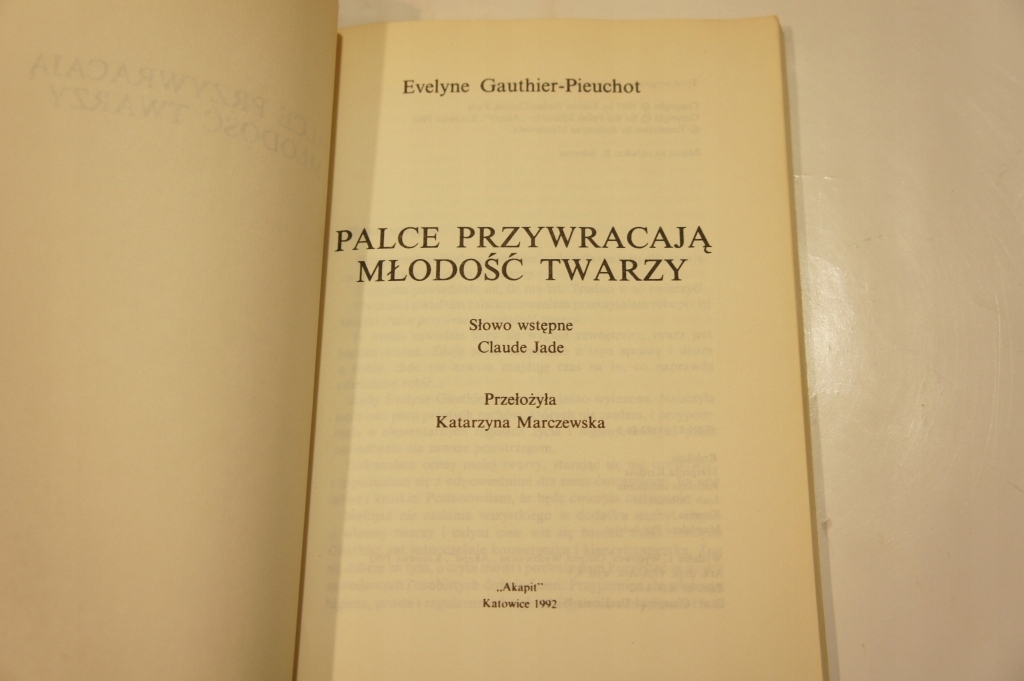 Evelyne Gauthier-Pieuchot
PALCE PRZYWRACAJĄ
MŁODOŚĆ TWARZY
Słowo wstępne
Claude Jade
Przełożyła
Katarzyna Marczewska
„Akapit"
Katowice 1992